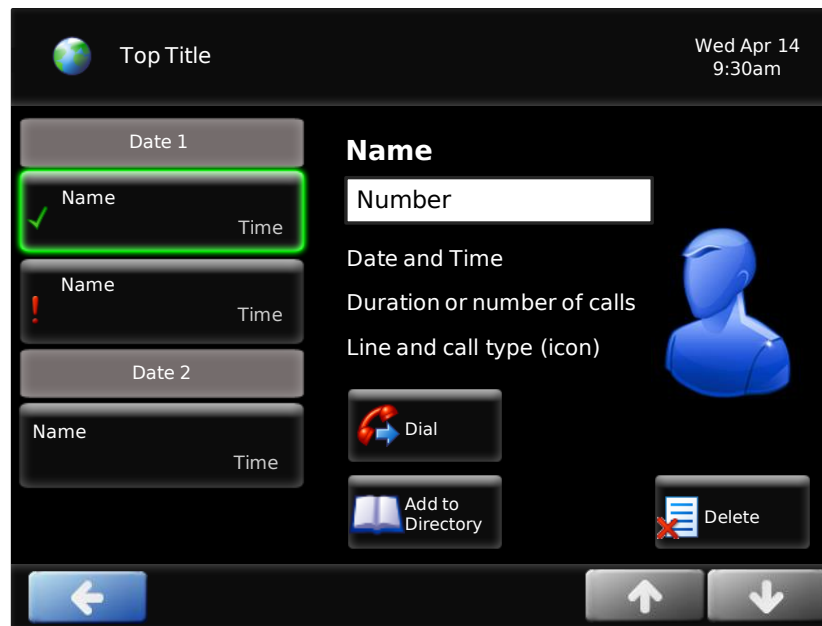 Top Title
Wed Apr 14
9:30am
Date 1
Name
Time
Name
Time
Date 2
Name
Time
Name
Number
Date and Time
Duration or number of calls
Line and call type (icon)
Dial
Add to
Directory
Delete